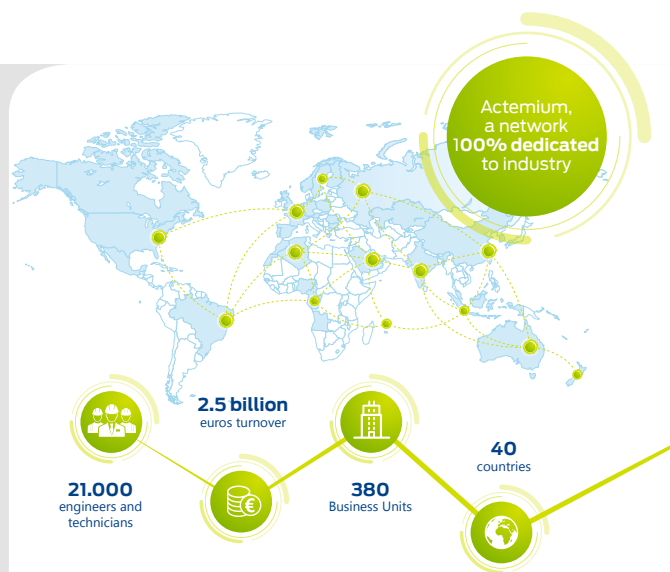 Actemium,
a network
100% dedicated
to industry
2.5 billion
euros turnover
21.000
engineers and
technicians
380
Business Units
40
countries
€